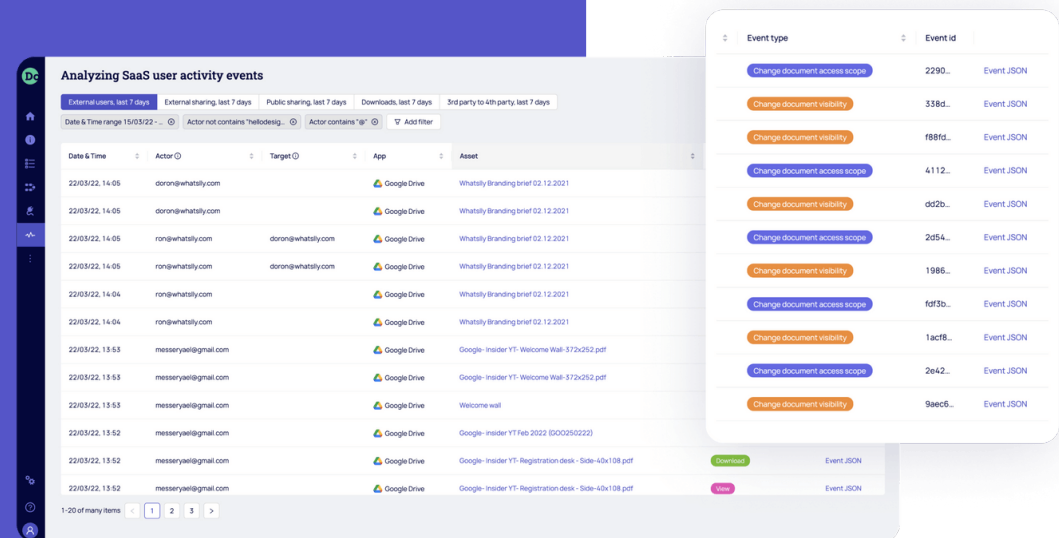 Dc
Analyzing SaaS user activity events
External users, last 7 days External sharing, last 7 days Public sharing, last 7 days Downloads, last 7 days 3rd party to 4th party, last 7 days
Date & Time range 15/03/22 - ... Actor not contains "hellodesig... Actor contains "@" Add filter
Date & Time Actor Target App Asset
22/03/22, 14:05 doron@whatslly.com Google Drive Whatslly Branding brief 02.12.2021
22/03/22, 14:05 doron@whatslly.com Google Drive Whatslly Branding brief 02.12.2021
22/03/22, 14:05 ron@whatslly.com doron@whatslly.com Google Drive Whatslly Branding brief 02.12.2021
22/03/22, 14:05 ron@whatslly.com doron@whatslly.com Google Drive Whatslly Branding brief 02.12.2021
22/03/22, 14:04 ron@whatslly.com Google Drive Whatslly Branding brief 02.12.2021
22/03/22, 14:04 ron@whatslly.com Google Drive Whatslly Branding brief 02.12.2021
22/03/22, 13:53 messeryael@gmail.com Google Drive Google- insider YT- Welcome Wall-372x252.pdf
22/03/22, 13:53 messeryael@gmail.com Google Drive Google- insider YT- Welcome Wall-372x252.pdf
22/03/22, 13:53 messeryael@gmail.com Google Drive Welcome wall
22/03/22, 13:52 messeryael@gmail.com Google Drive Google- insider YT Feb 2022 (GOO250222)
22/03/22, 13:52 messeryael@gmail.com Google Drive Google- Insider YT- Registration desk - Side-40x108.pdf Download Event JSON
22/03/22, 13:52 messeryael@gmail.com Google Drive Google- Insider YT- Registration desk - Side-40x108.pdf View Event JSON
1-20 of many items < 1 2 3 >
Event type Event id
Change document access scope 2290... Event JSON
Change document visibility 338d... Event JSON
Change document visibility f88fd... Event JSON
Change document access scope 4112... Event JSON
Change document visibility dd2b... Event JSON
Change document access scope 2d54... Event JSON
Change document visibility 1986... Event JSON
Change document access scope fdf3b... Event JSON
Change document visibility 1acf8... Event JSON
Change document access scope 2e42... Event JSON
Change document visibility 9aec6... Event JSON